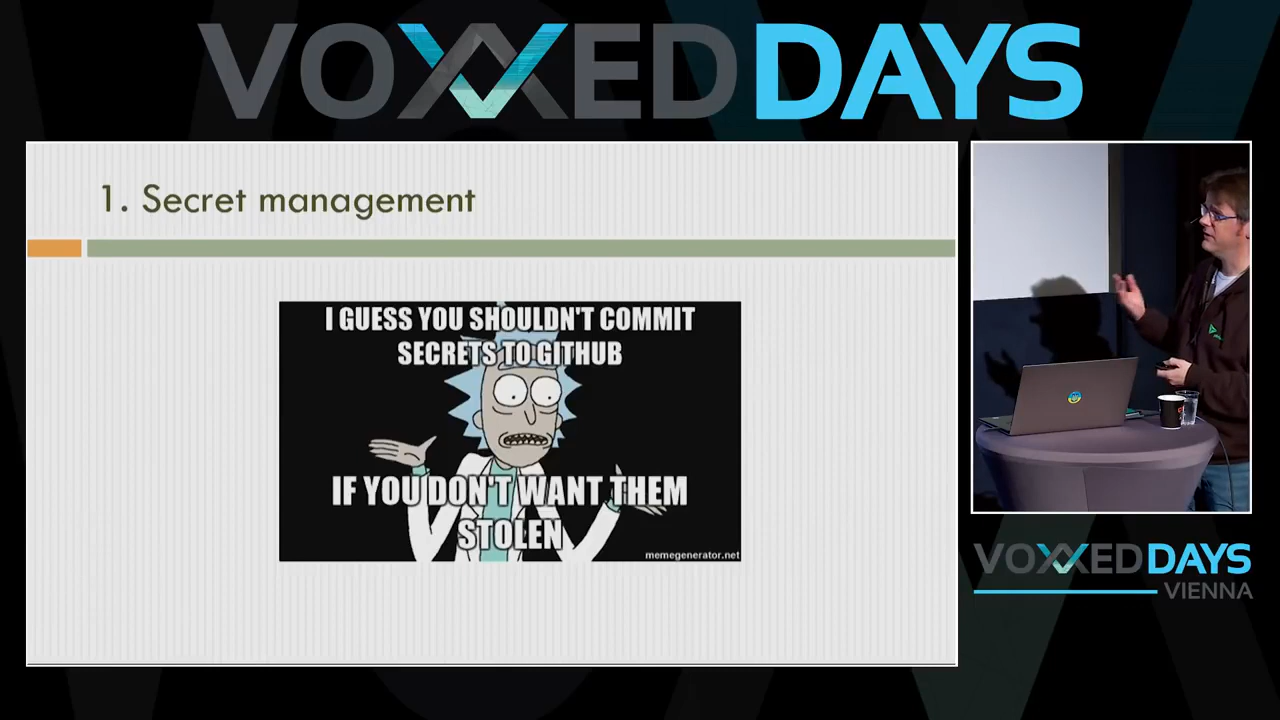 VOXXED DAYS
1. Secret management
I GUESS YOU SHOULDN'T COMMIT
SECRETS TO GITHUB
IF YOU DON'T WANT THEM
STOLEN
memegenerator.net
VOXXED DAYS
VIENNA